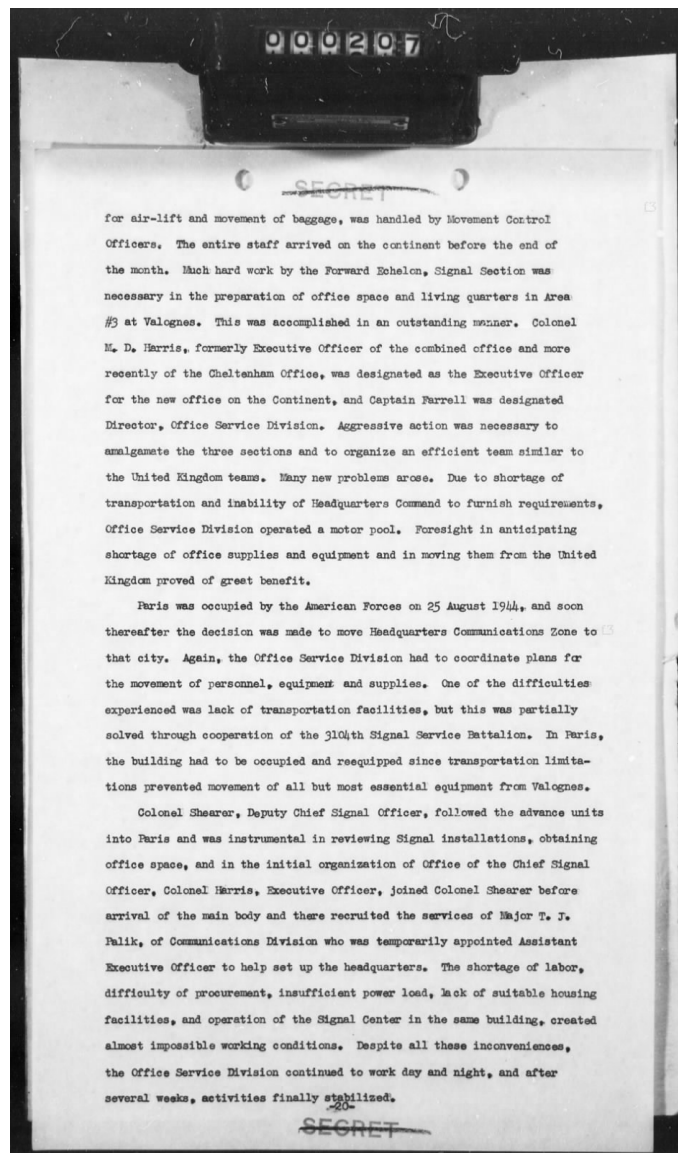 000207
SECRET
for air-lift and movement of baggage, was handled by Movement Control
Officers. The entire staff arrived on the continent before the end of
the month. Much hard work by the Forward Echelon, Signal Section was
necessary in the preparation of office space and living quarters in Area
#3 at Valognes. This was accomplished in an outstanding manner. Colonel
M. D. Harris, formerly Executive Officer of the combined office and more
recently of the Cheltenham Office, was designated as the Executive Officer
for the new office on the Continent, and Captain Farrell was designated
Director, Office Service Division. Aggressive action was necessary to
amalgamate the three sections and to organize an efficient team similar to
the United Kingdom teams. Many new problems arose. Due to shortage of
transportation and inability of Headquarters Command to furnish requirements,
Office Service Division operated a motor pool. Foresight in anticipating
shortage of office supplies and equipment and in moving them from the United
Kingdom proved of great benefit.
Paris was occupied by the American Forces on 25 August 1944, and soon
thereafter the decision was made to move Headquarters Communications Zone to
that city. Again, the Office Service Division had to coordinate plans for
the movement of personnel, equipment and supplies. One of the difficulties
experienced was lack of transportation facilities, but this was partially
solved through cooperation of the 3104th Signal Service Battalion. In Paris,
the building had to be occupied and reequipped since transportation limita-
tions prevented movement of all but most essential equipment from Valognes.
Colonel Shearer, Deputy Chief Signal Officer, followed the advance units
into Paris and was instrumental in reviewing Signal installations, obtaining
office space, and in the initial organization of Office of the Chief Signal
Officer, Colonel Harris, Executive Officer, joined Colonel Shearer before
arrival of the main body and there recruited the services of Major T. J.
Palik, of Communications Division who was temporarily appointed Assistant
Executive Officer to help set up the headquarters. The shortage of labor,
difficulty of procurement, insufficient power load, lack of suitable housing
facilities, and operation of the Signal Center in the same building, created
almost impossible working conditions. Despite all these inconveniences,
the Office Service Division continued to work day and night, and after
several weeks, activities finally stabilized.
-20-
SECRET